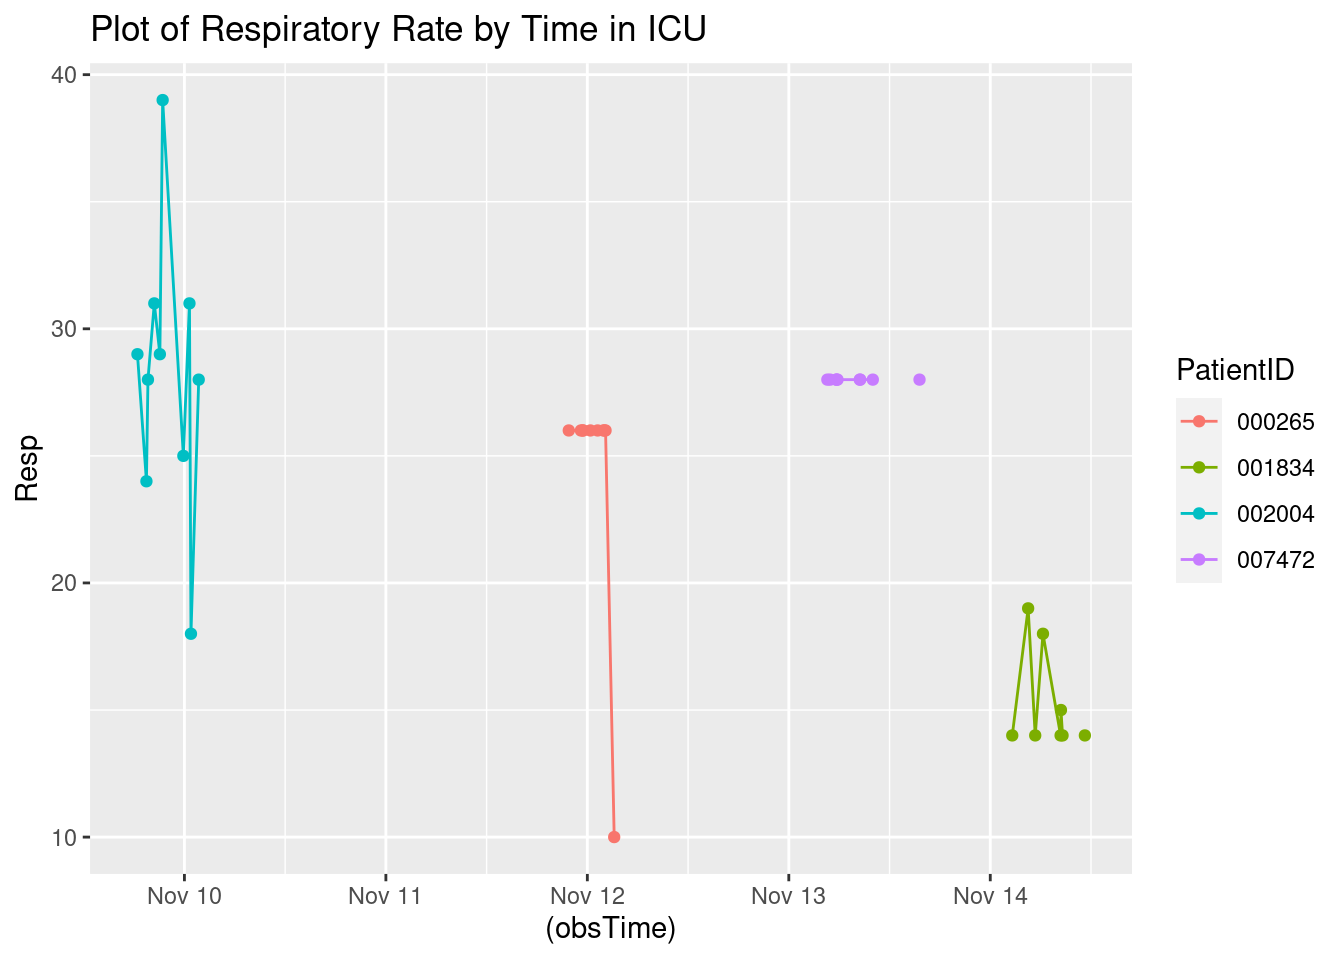 Plot of Respiratory Rate by Time in ICU
40
30
20
10
Resp
Nov 10
Nov 11
Nov 12
Nov 13
Nov 14
(obsTime)
PatientID
000265
001834
002004
007472